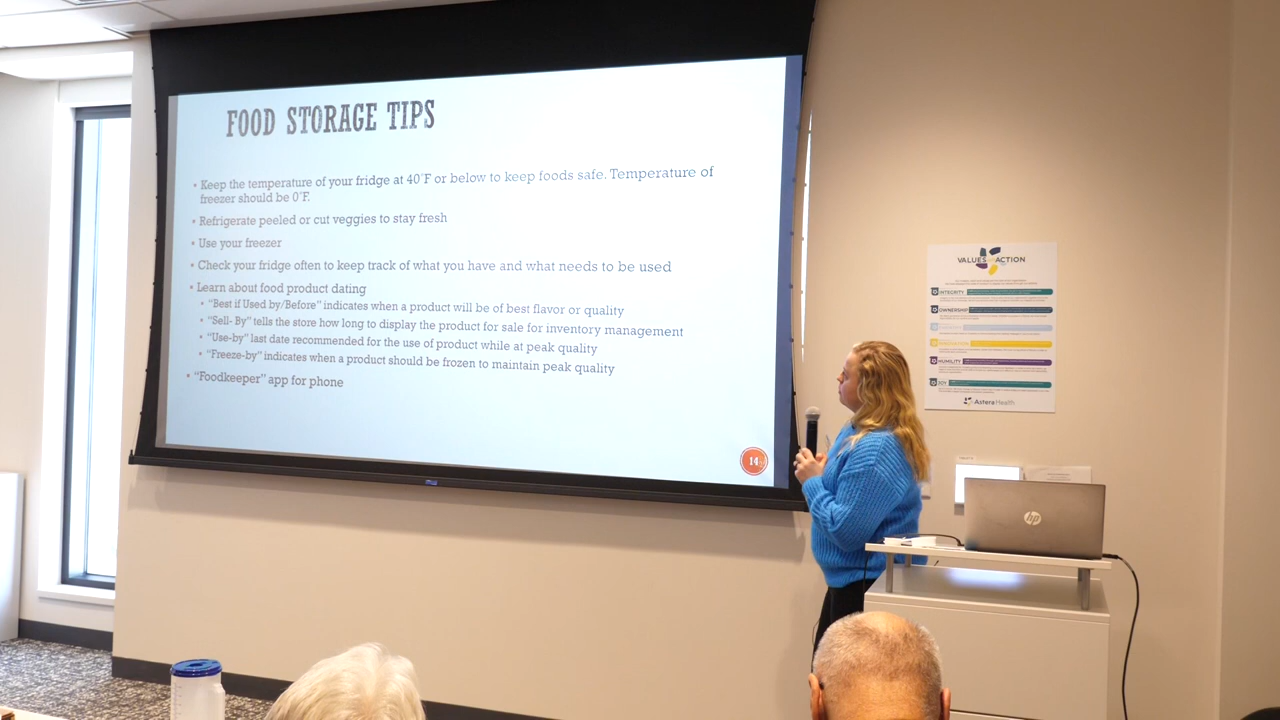 FOOD STORAGE TIPS
• Keep the temperature of your fridge at 40°F or below to keep foods safe. Temperature of
freezer should be 0°F.
• Refrigerate peeled or cut veggies to stay fresh
• Use your freezer
• Check your fridge often to keep track of what you have and what needs to be used
• Learn about food product dating
• "Best if Used by/Before" indicates when a product will be of best flavor or quality
• "Sell- By" tells the store how long to display the product for sale for inventory management
• "Use-by" last date recommended for the use of product while at peak quality
• "Freeze-by" indicates when a product should be frozen to maintain peak quality
• "Foodkeeper" app for phone
14
VALUES IN ACTION
INTEGRITY
OWNERSHIP
INNOVATION
HUMILITY
JOY
Astera Health
hp